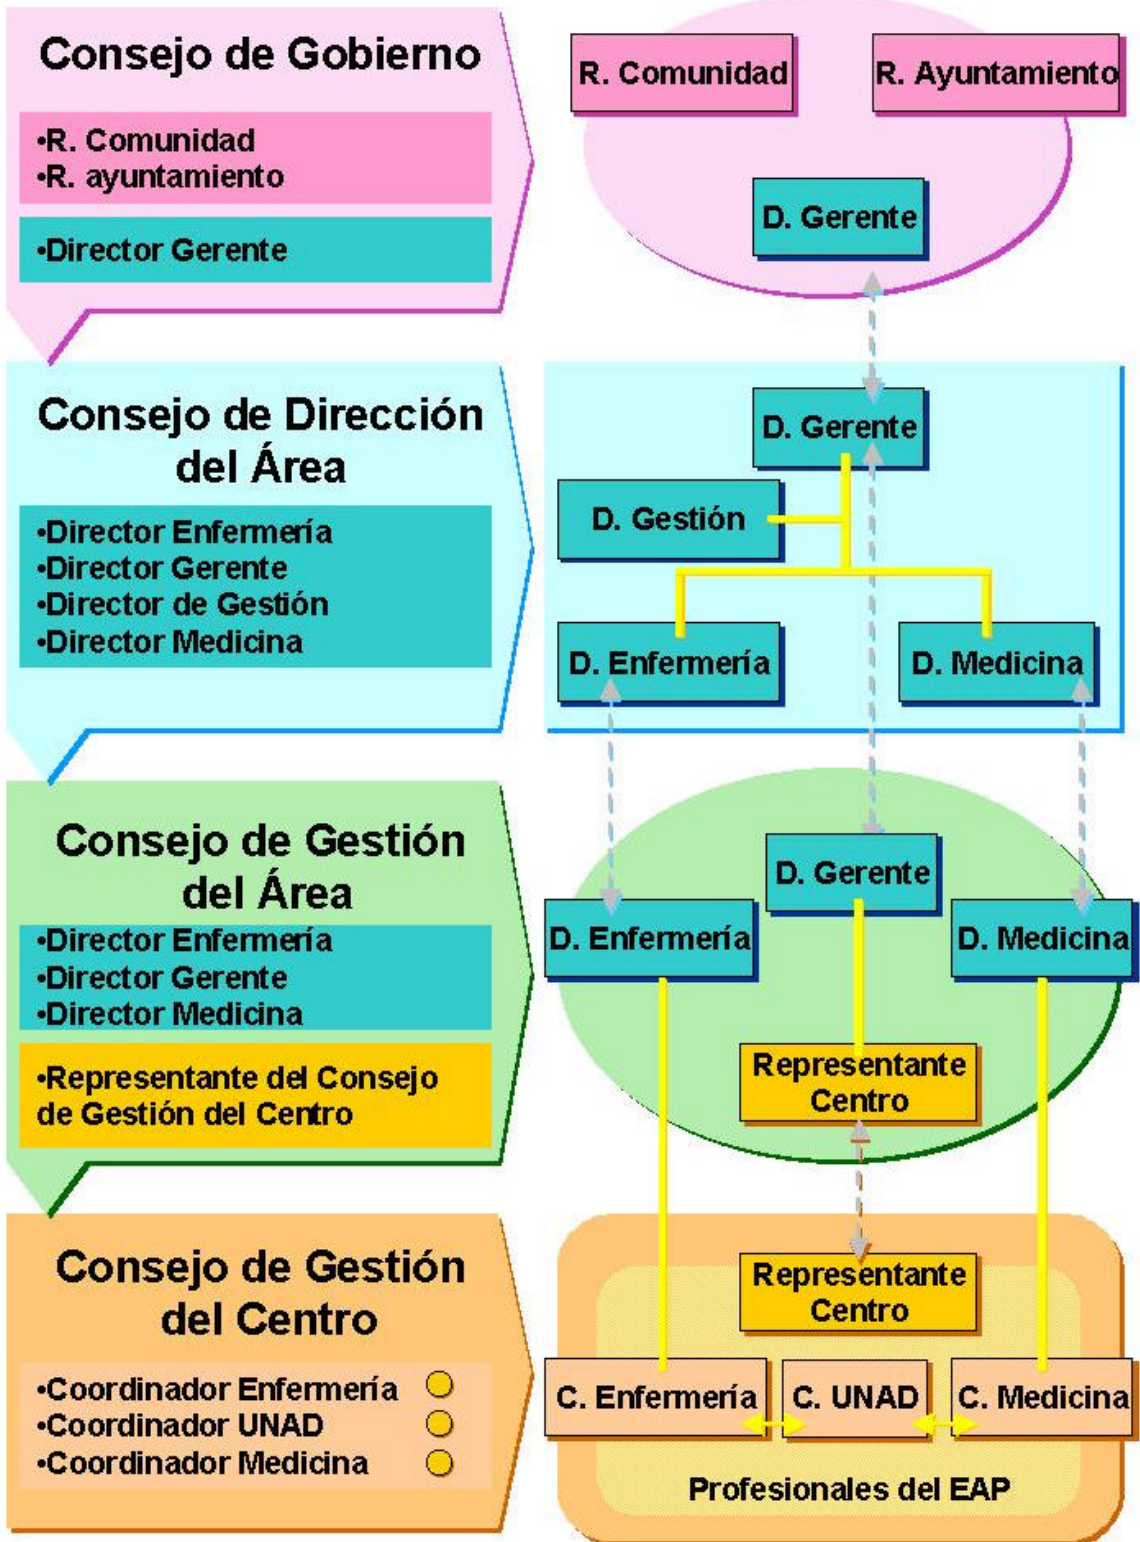 Consejo de Gobierno
•R. Comunidad
•R. ayuntamiento
•Director Gerente
R. Comunidad
R. Ayuntamiento
D. Gerente
Consejo de Dirección
del Área
•Director Enfermería
•Director Gerente
•Director de Gestión
•Director Medicina
D. Gerente
D. Gestión
D. Enfermería
D. Medicina
Consejo de Gestión
del Área
•Director Enfermería
•Director Gerente
•Director Medicina
•Representante del Consejo
de Gestión del Centro
D. Gerente
D. Enfermería
D. Medicina
Representante
Centro
Consejo de Gestión
del Centro
•Coordinador Enfermería
•Coordinador UNAD
•Coordinador Medicina
Representante
Centro
C. Enfermería
C. UNAD
C. Medicina
Profesionales del EAP